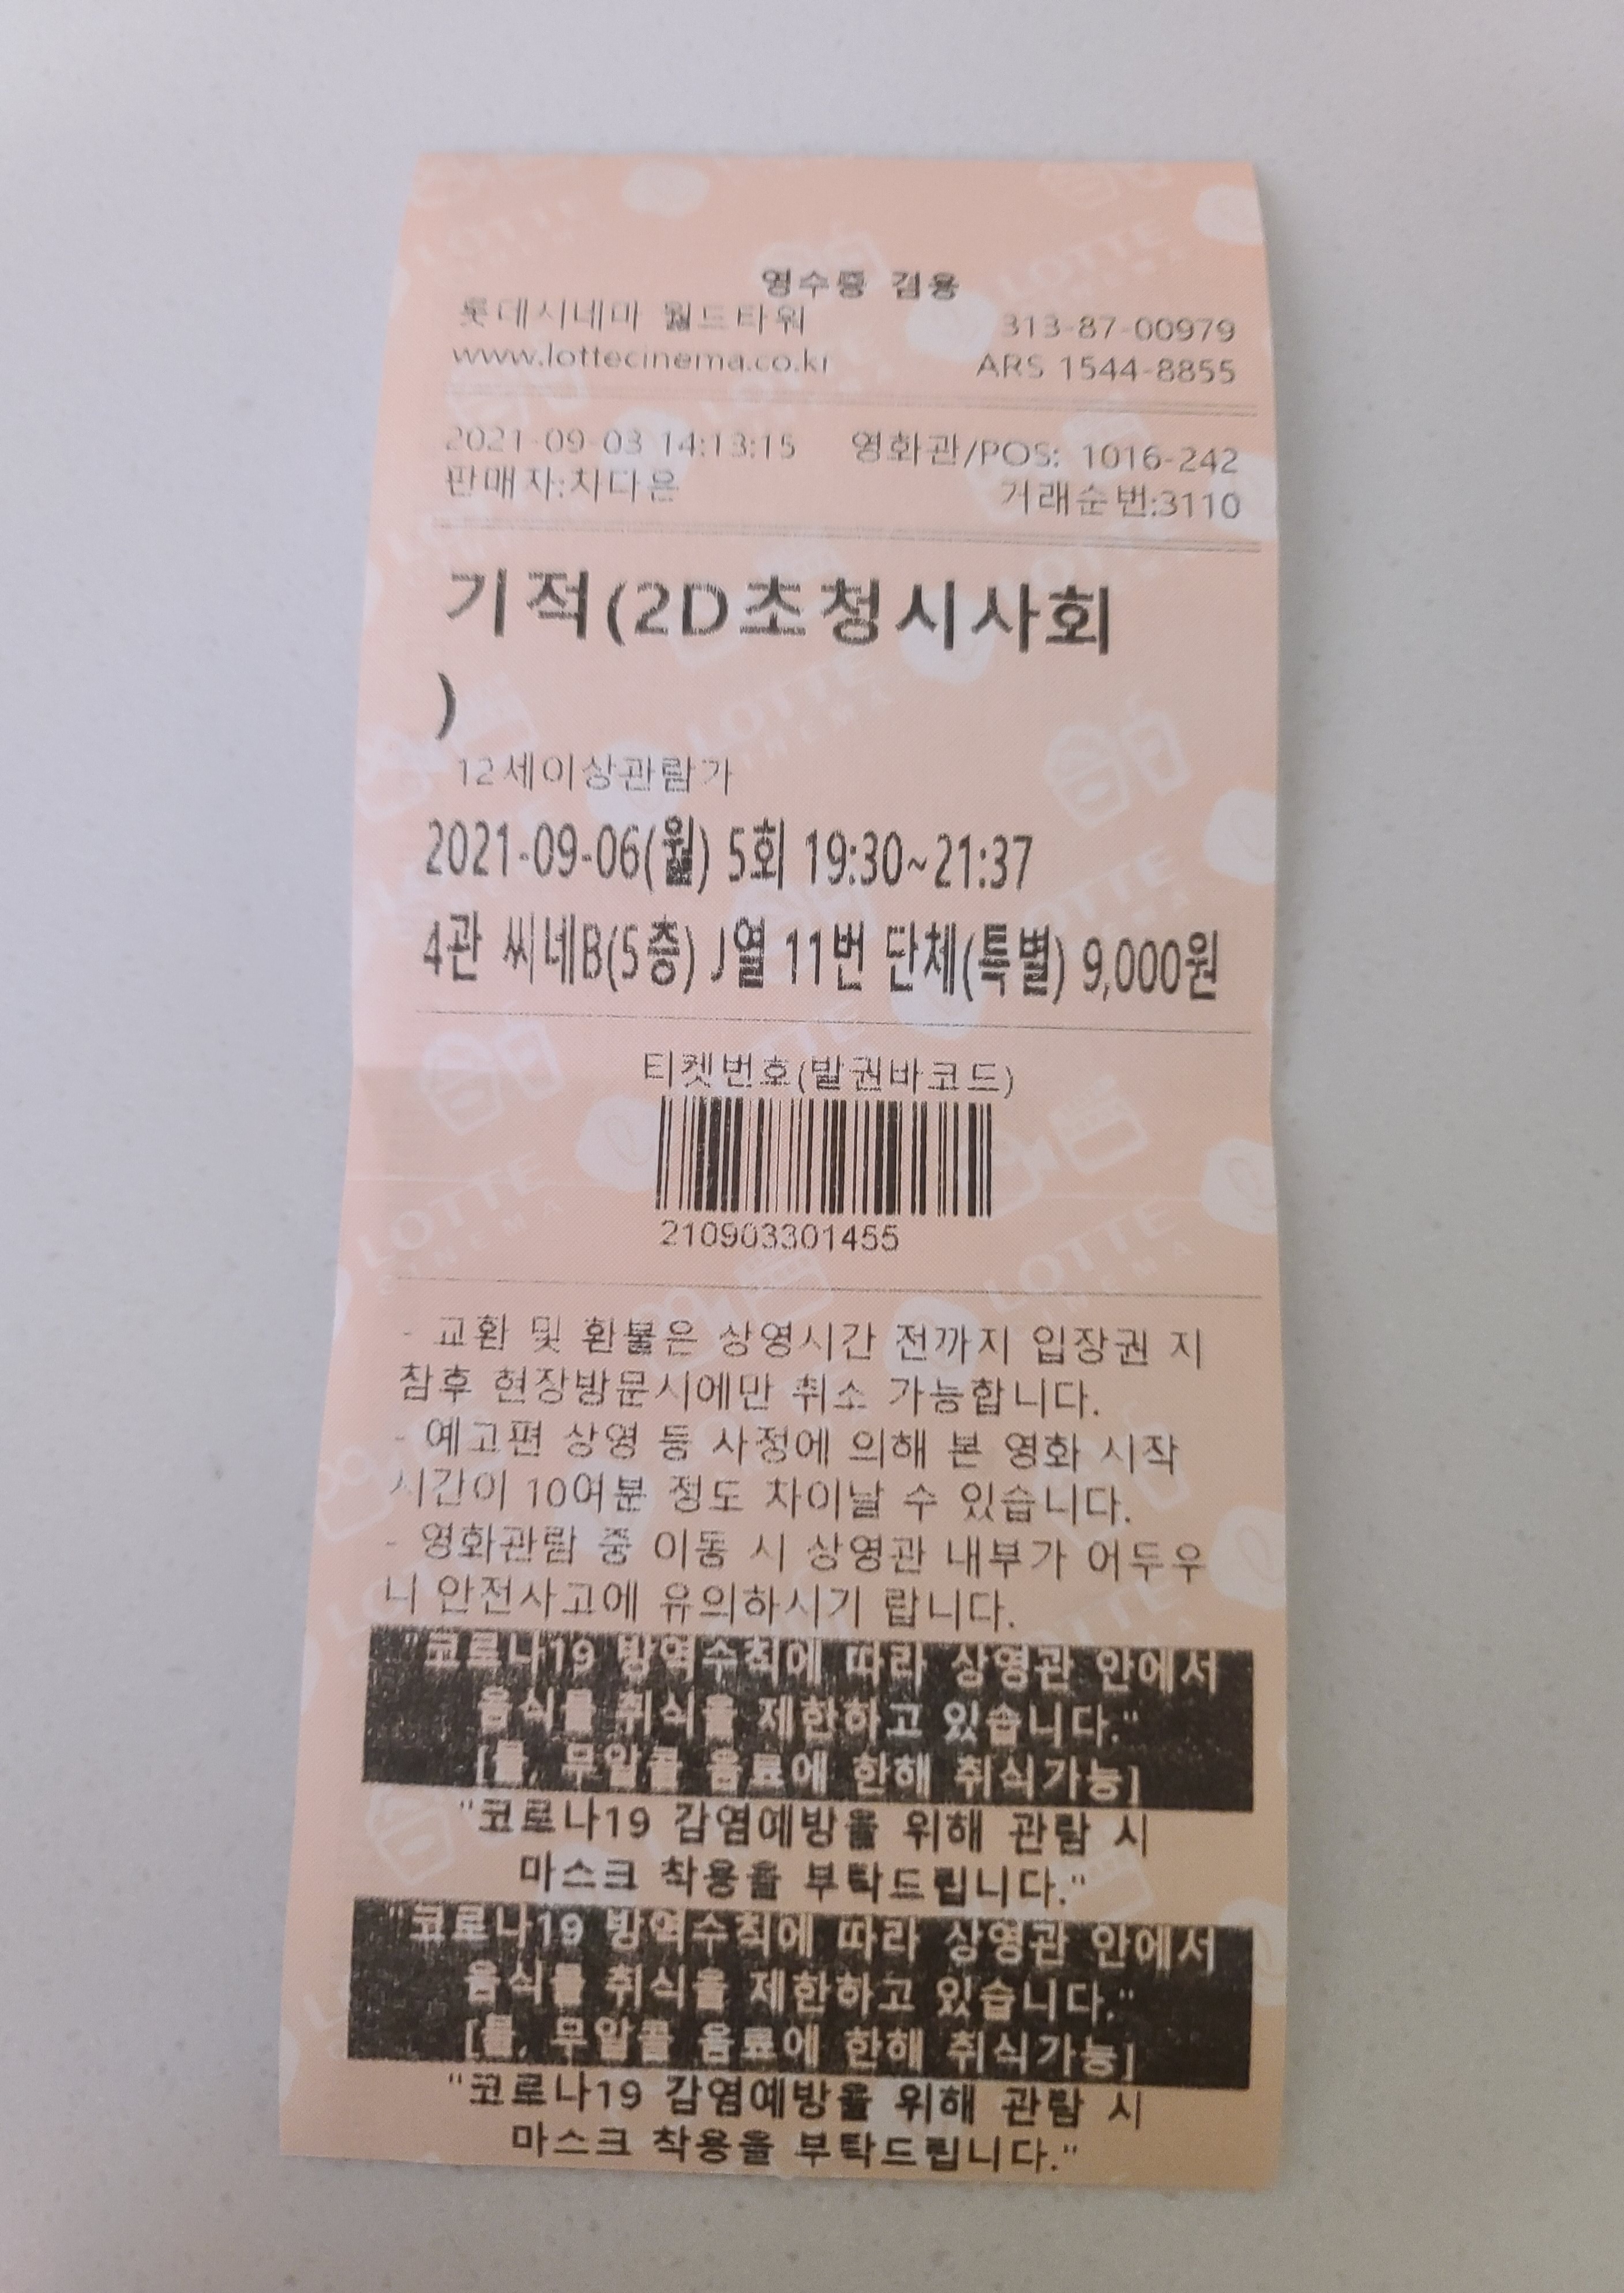 영수증 겸용
롯데시네마 월드타워 313-87-00979
www.lottecinema.co.kr ARS 1544-8855
2021-09-03 14:13:15 영화관/POS: 1016-242
판매자:차다은 거래순번:3110
기적(2D초청시사회
)
12세이상관람가
2021-09-06(월) 5회 19:30~21:37
4관 씨네B(5층) J열 11번 단체(특별) 9,000원
티켓번호(발권바코드)
210903301455
- 교환 및 환불은 상영시간 전까지 입장권 지
참후 현장방문시에만 취소 가능합니다.
- 예고편 상영 등 사정에 의해 본 영화 시작
시간이 10여분 정도 차이날 수 있습니다.
- 영화관람 중 이동 시 상영관 내부가 어두우
니 안전사고에 유의하시기 랍니다.
"코로나19 방역수칙에 따라 상영관 안에서
음식물 취식을 제한하고 있습니다."
[물, 무알콜 음료에 한해 취식가능]
"코로나19 감염예방을 위해 관람 시
마스크 착용을 부탁드립니다."
"코로나19 방역수칙에 따라 상영관 안에서
음식물 취식을 제한하고 있습니다."
[물, 무알콜 음료에 한해 취식가능]
"코로나19 감염예방을 위해 관람 시
마스크 착용을 부탁드립니다."
LOTTE
CINEMA